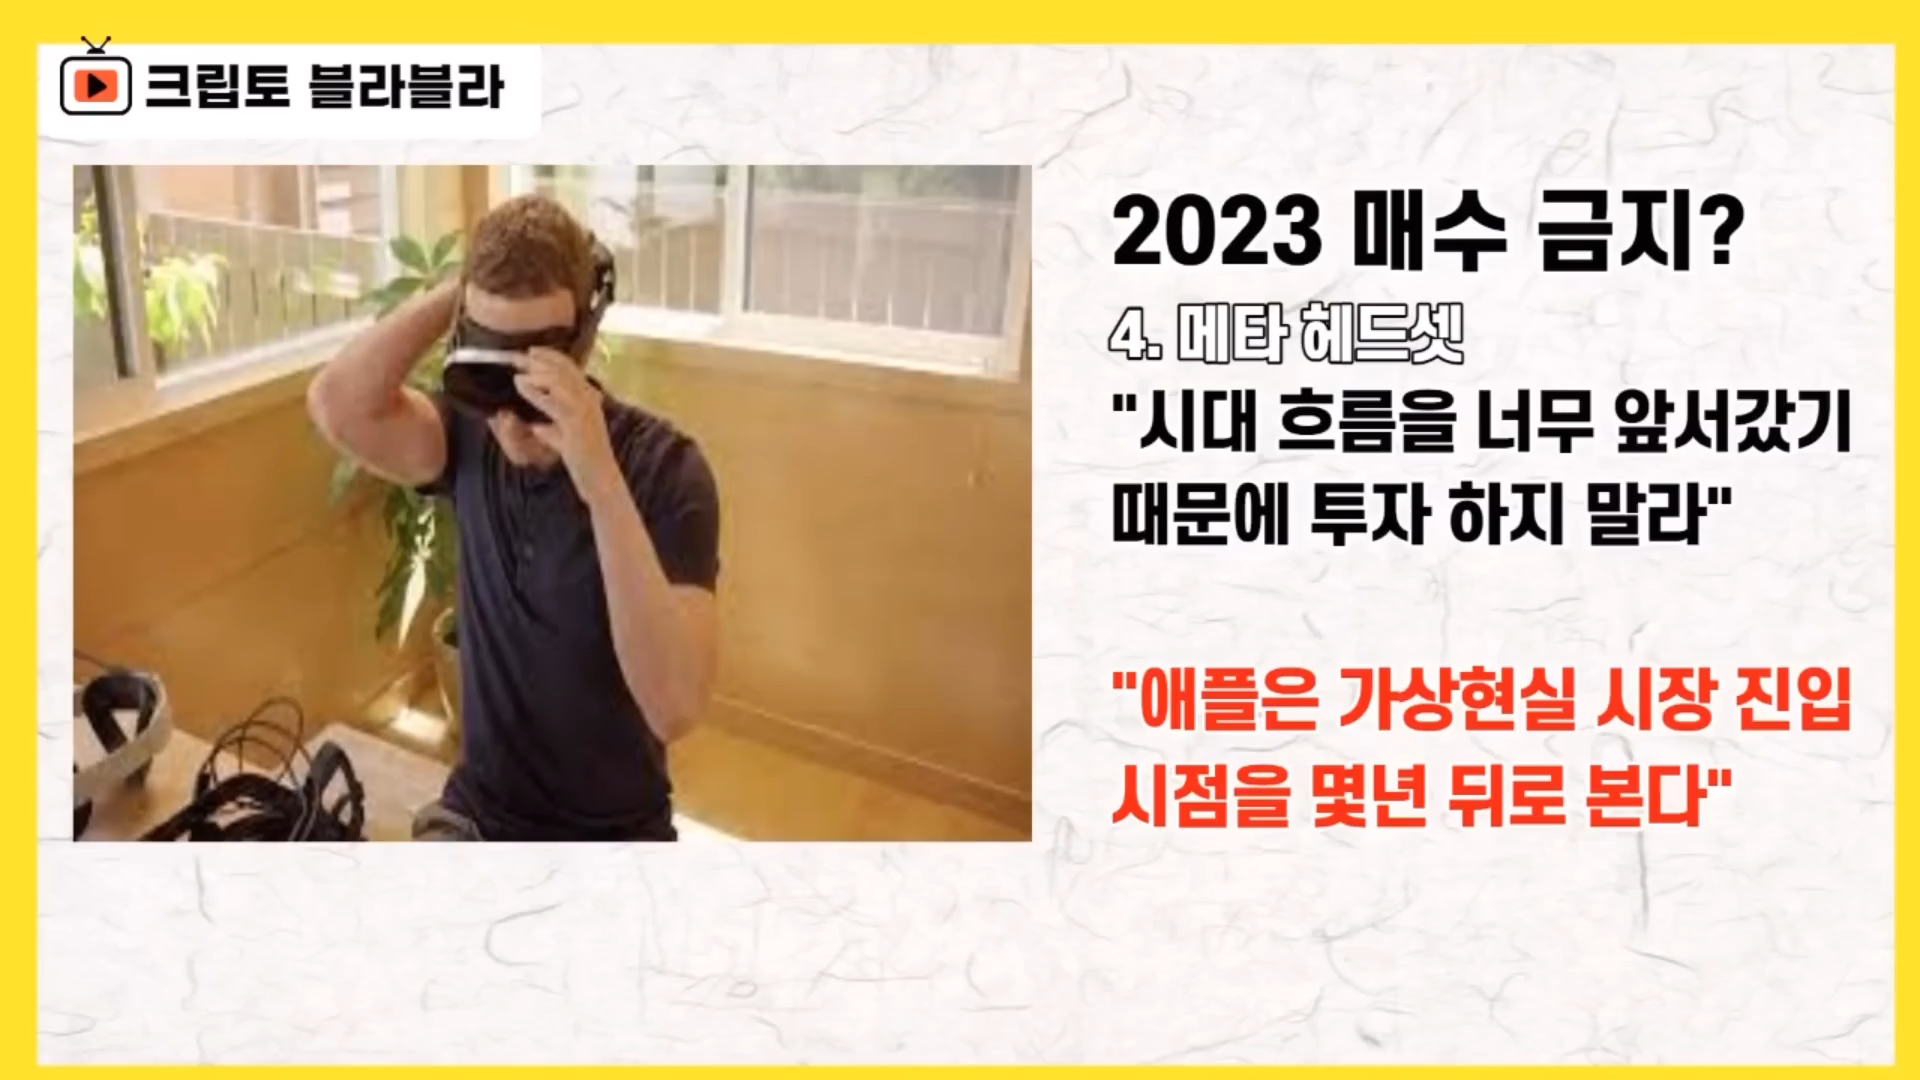 크립토 블라블라
2023 매수 금지?
4. 메타 헤드셋
"시대 흐름을 너무 앞서갔기
때문에 투자 하지 말라"
"애플은 가상현실 시장 진입
시점을 몇년 뒤로 본다"